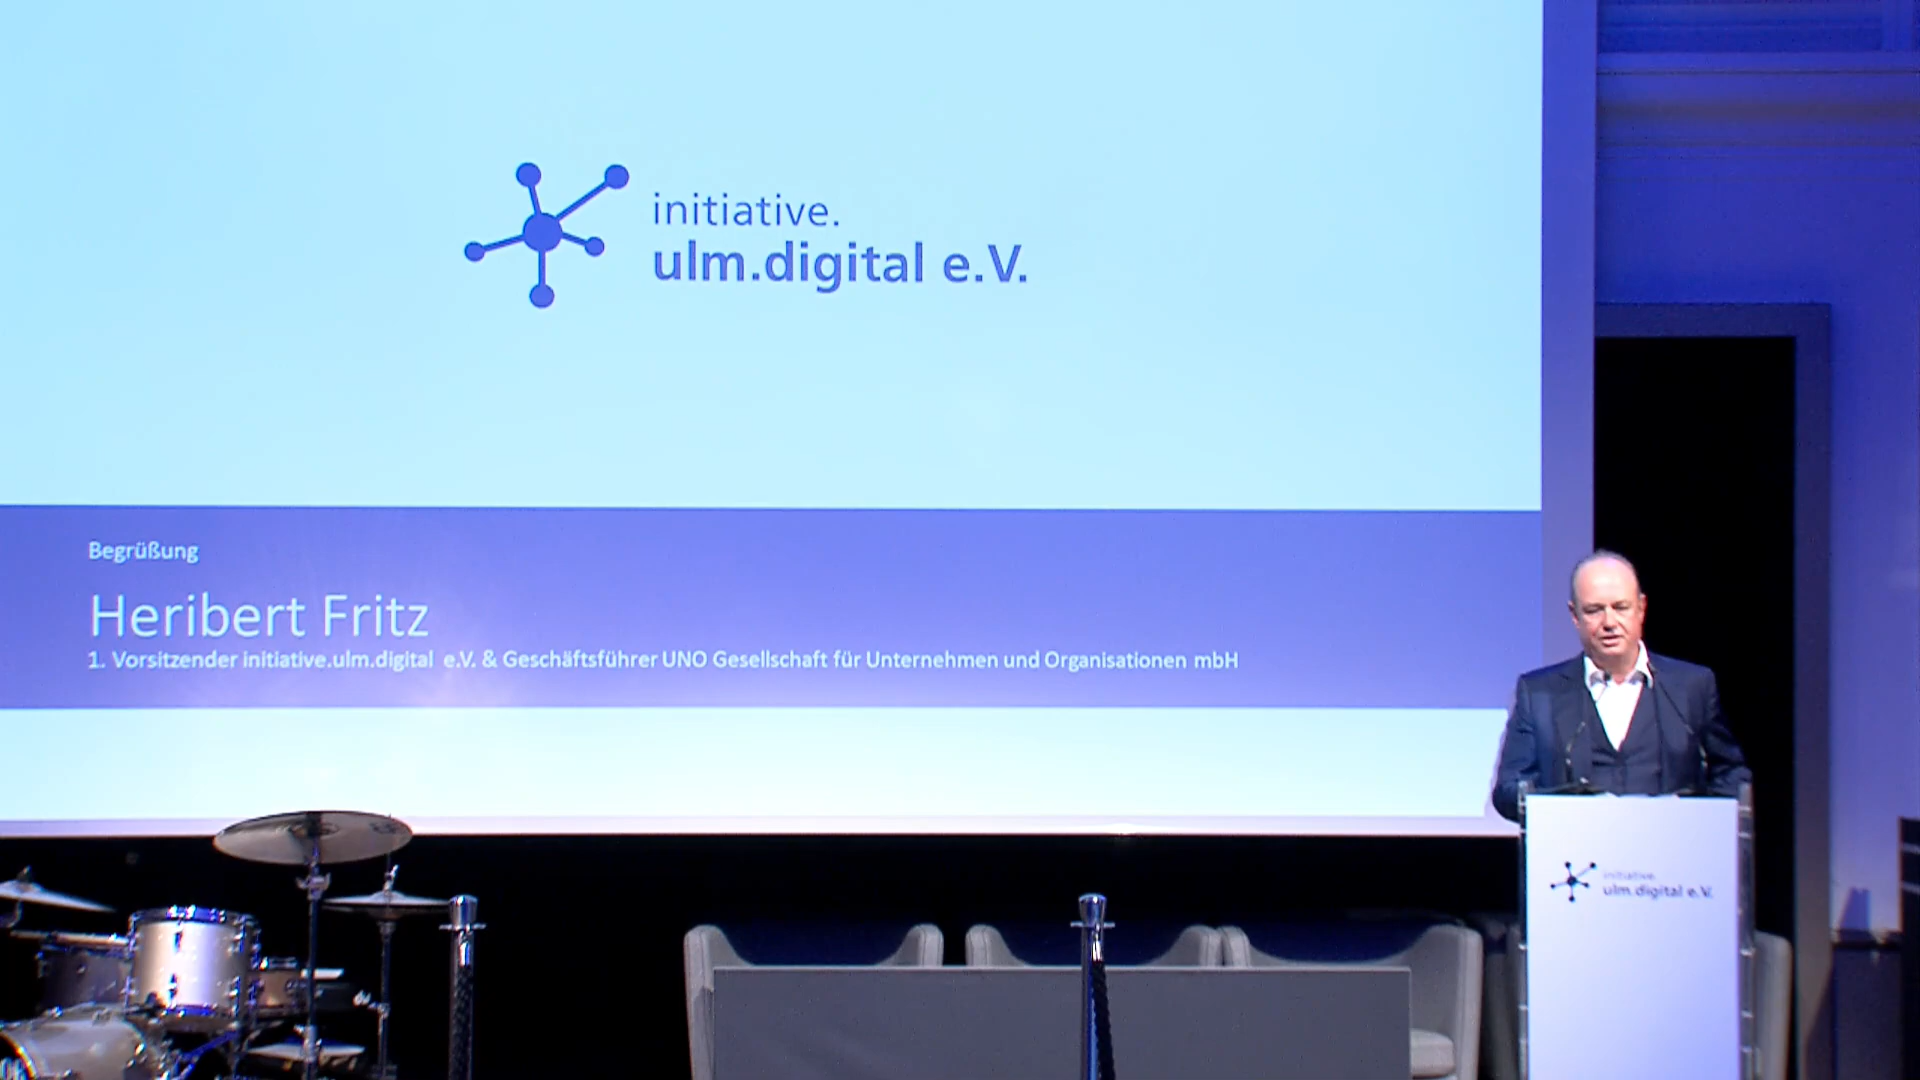 initiative.
ulm.digital e.V.
Begrüßung
Heribert Fritz
1. Vorsitzender initiative.ulm.digital e.V. & Geschäftsführer UNO Gesellschaft für Unternehmen und Organisationen mbH
initiative.
ulm.digital e.V.